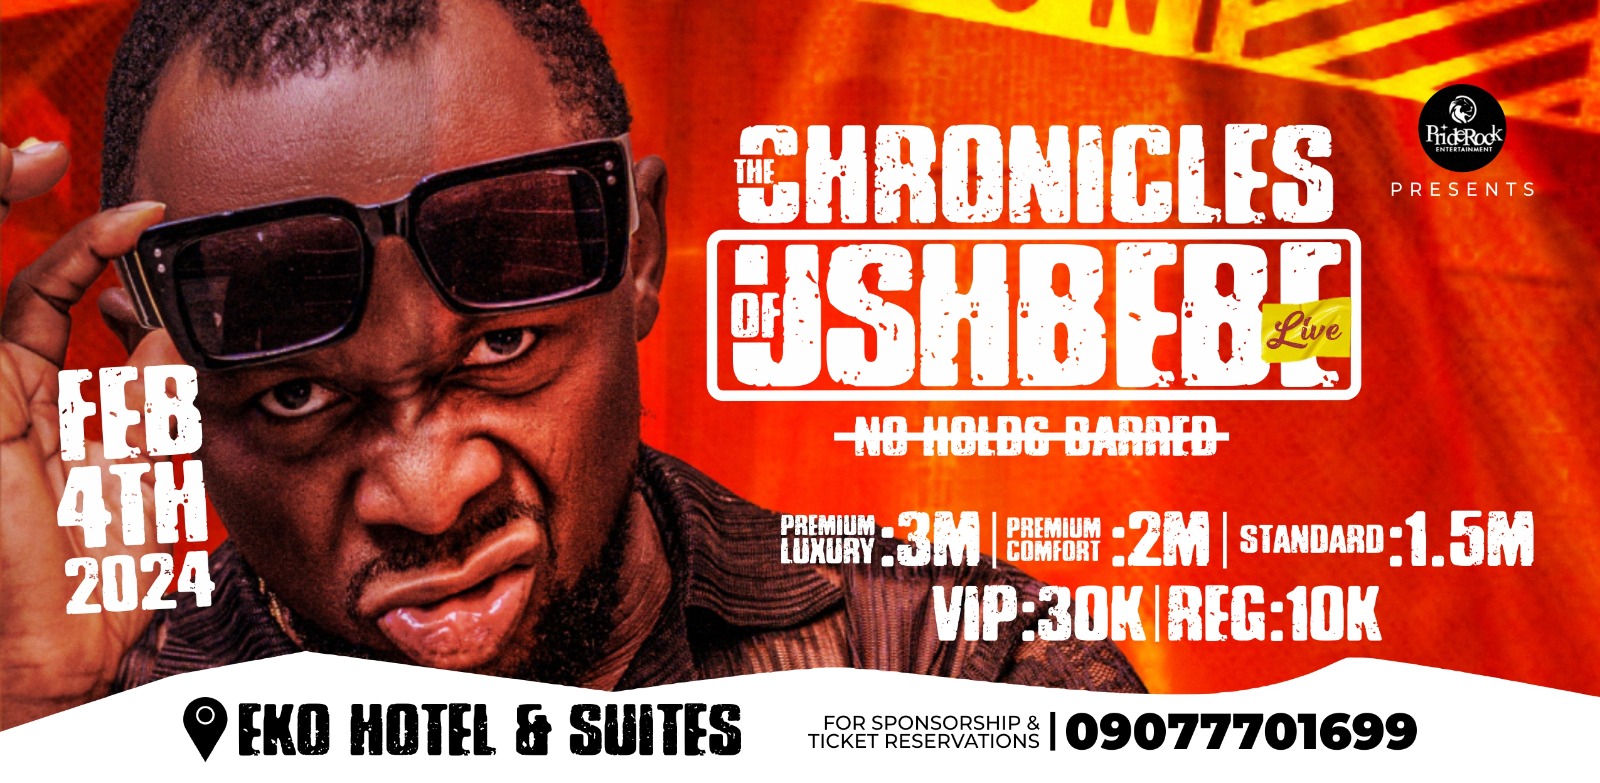 PrideRock
ENTERTAINMENT
PRESENTS
THE CHRONICLES
OF USHBEBE
Live
NO HOLDS BARRED
FEB
4TH
2024
PREMIUM LUXURY :3M | PREMIUM COMFORT :2M | STANDARD :1.5M
VIP:30K | REG:10K
EKO HOTEL & SUITES
FOR SPONSORSHIP &
TICKET RESERVATIONS | 09077701699